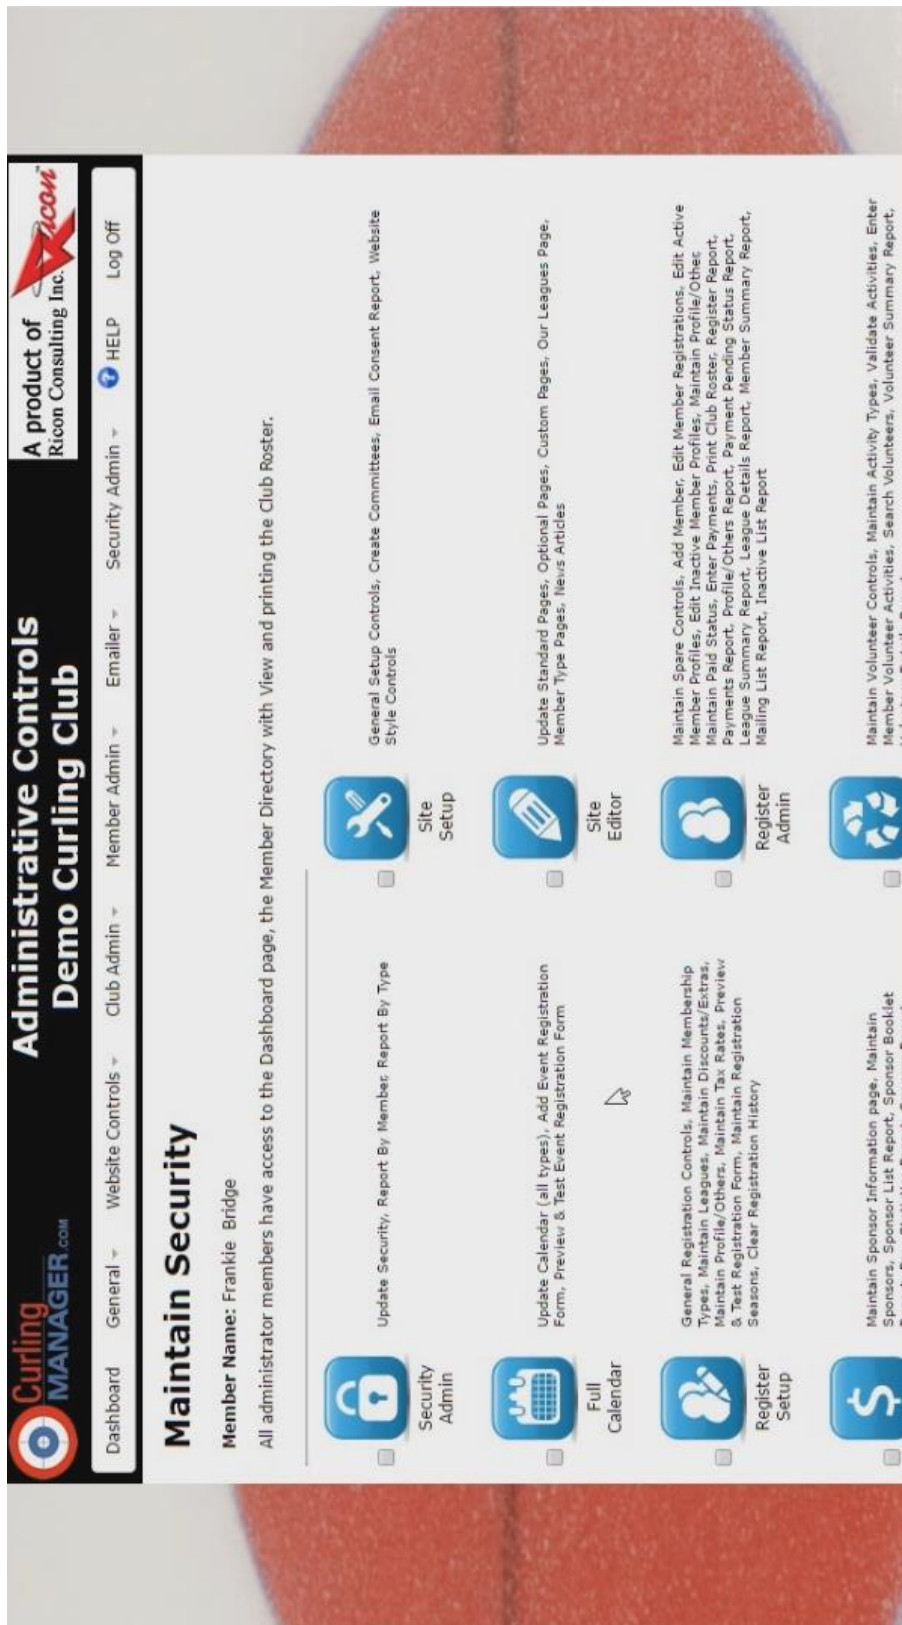 Curling
MANAGER.COM
Administrative Controls
Demo Curling Club
A product of
Ricon Consulting Inc.
Ricon
Dashboard General Website Controls Club Admin Member Admin Emailer Security Admin ? HELP Log Off
Maintain Security
Member Name: Frankie Bridge
All administrator members have access to the Dashboard page, the Member Directory with View and printing the Club Roster.
Security
Admin
Update Security, Report By Member, Report By Type
Site
Setup
General Setup Controls, Create Committees, Email Consent Report, Website
Style Controls
Full
Calendar
Update Calendar (all types), Add Event Registration
Form, Preview & Test Event Registration Form
Site
Editor
Update Standard Pages, Optional Pages, Custom Pages, Our Leagues Page,
Member Type Pages, News Articles
Register
Setup
General Registration Controls, Maintain Membership
Types, Maintain Leagues, Maintain Discounts/Extras,
Maintain Profile/Others, Maintain Tax Rates, Preview
& Test Registration Form, Maintain Registration
Seasons, Clear Registration History
Register
Admin
Maintain Spare Controls, Add Member, Edit Member Registrations, Edit Active
Member Profiles, Edit Inactive Member Profiles, Maintain Profile/Other,
Maintain Paid Status, Enter Payments, Print Club Roster, Register Report,
Payments Report, Profile/Others Report, Payment Pending Status Report,
League Summary Report, League Details Report, Member Summary Report,
Mailing List Report, Inactive List Report
$
Maintain Sponsor Information page, Maintain
Sponsors, Sponsor List Report, Sponsor Booklet
Maintain Volunteer Controls, Maintain Activity Types, Validate Activities, Enter
Member Volunteer Activities, Search Volunteers, Volunteer Summary Report,